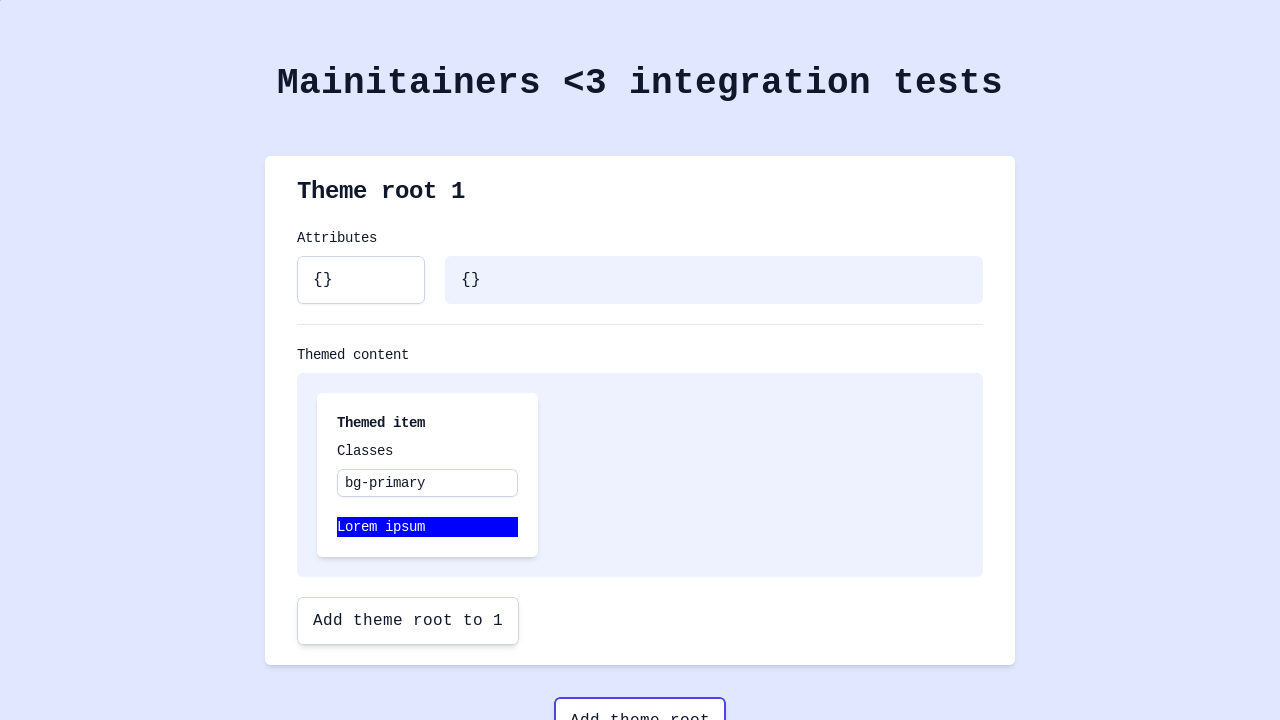 Mainitainers <3 integration tests
Theme root 1
Attributes
{} {}
Themed content
Themed item
Classes
bg-primary
Lorem ipsum
Add theme root to 1
Add theme root